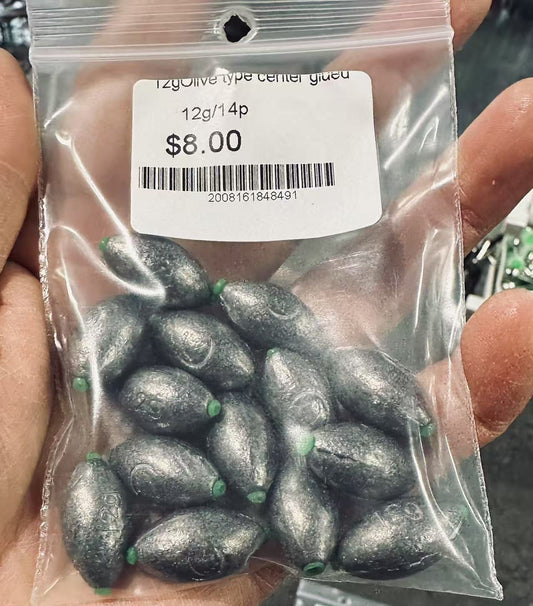 12gOlive type center glued
12g/14p
$8.00
2008161848491